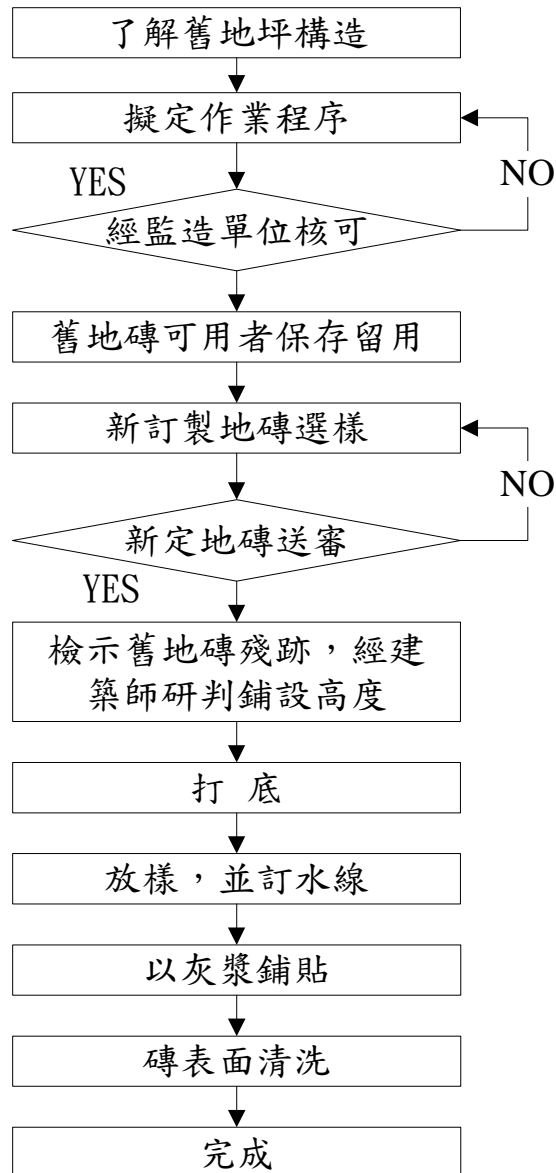 了解舊地坪構造
擬定作業程序
YES
NO
經監造單位核可
舊地磚可用者保存留用
新訂製地磚選樣
NO
新定地磚送審
YES
檢示舊地磚殘跡，經建
築師研判鋪設高度
打 底
放樣，並訂水線
以灰漿鋪貼
磚表面清洗
完成